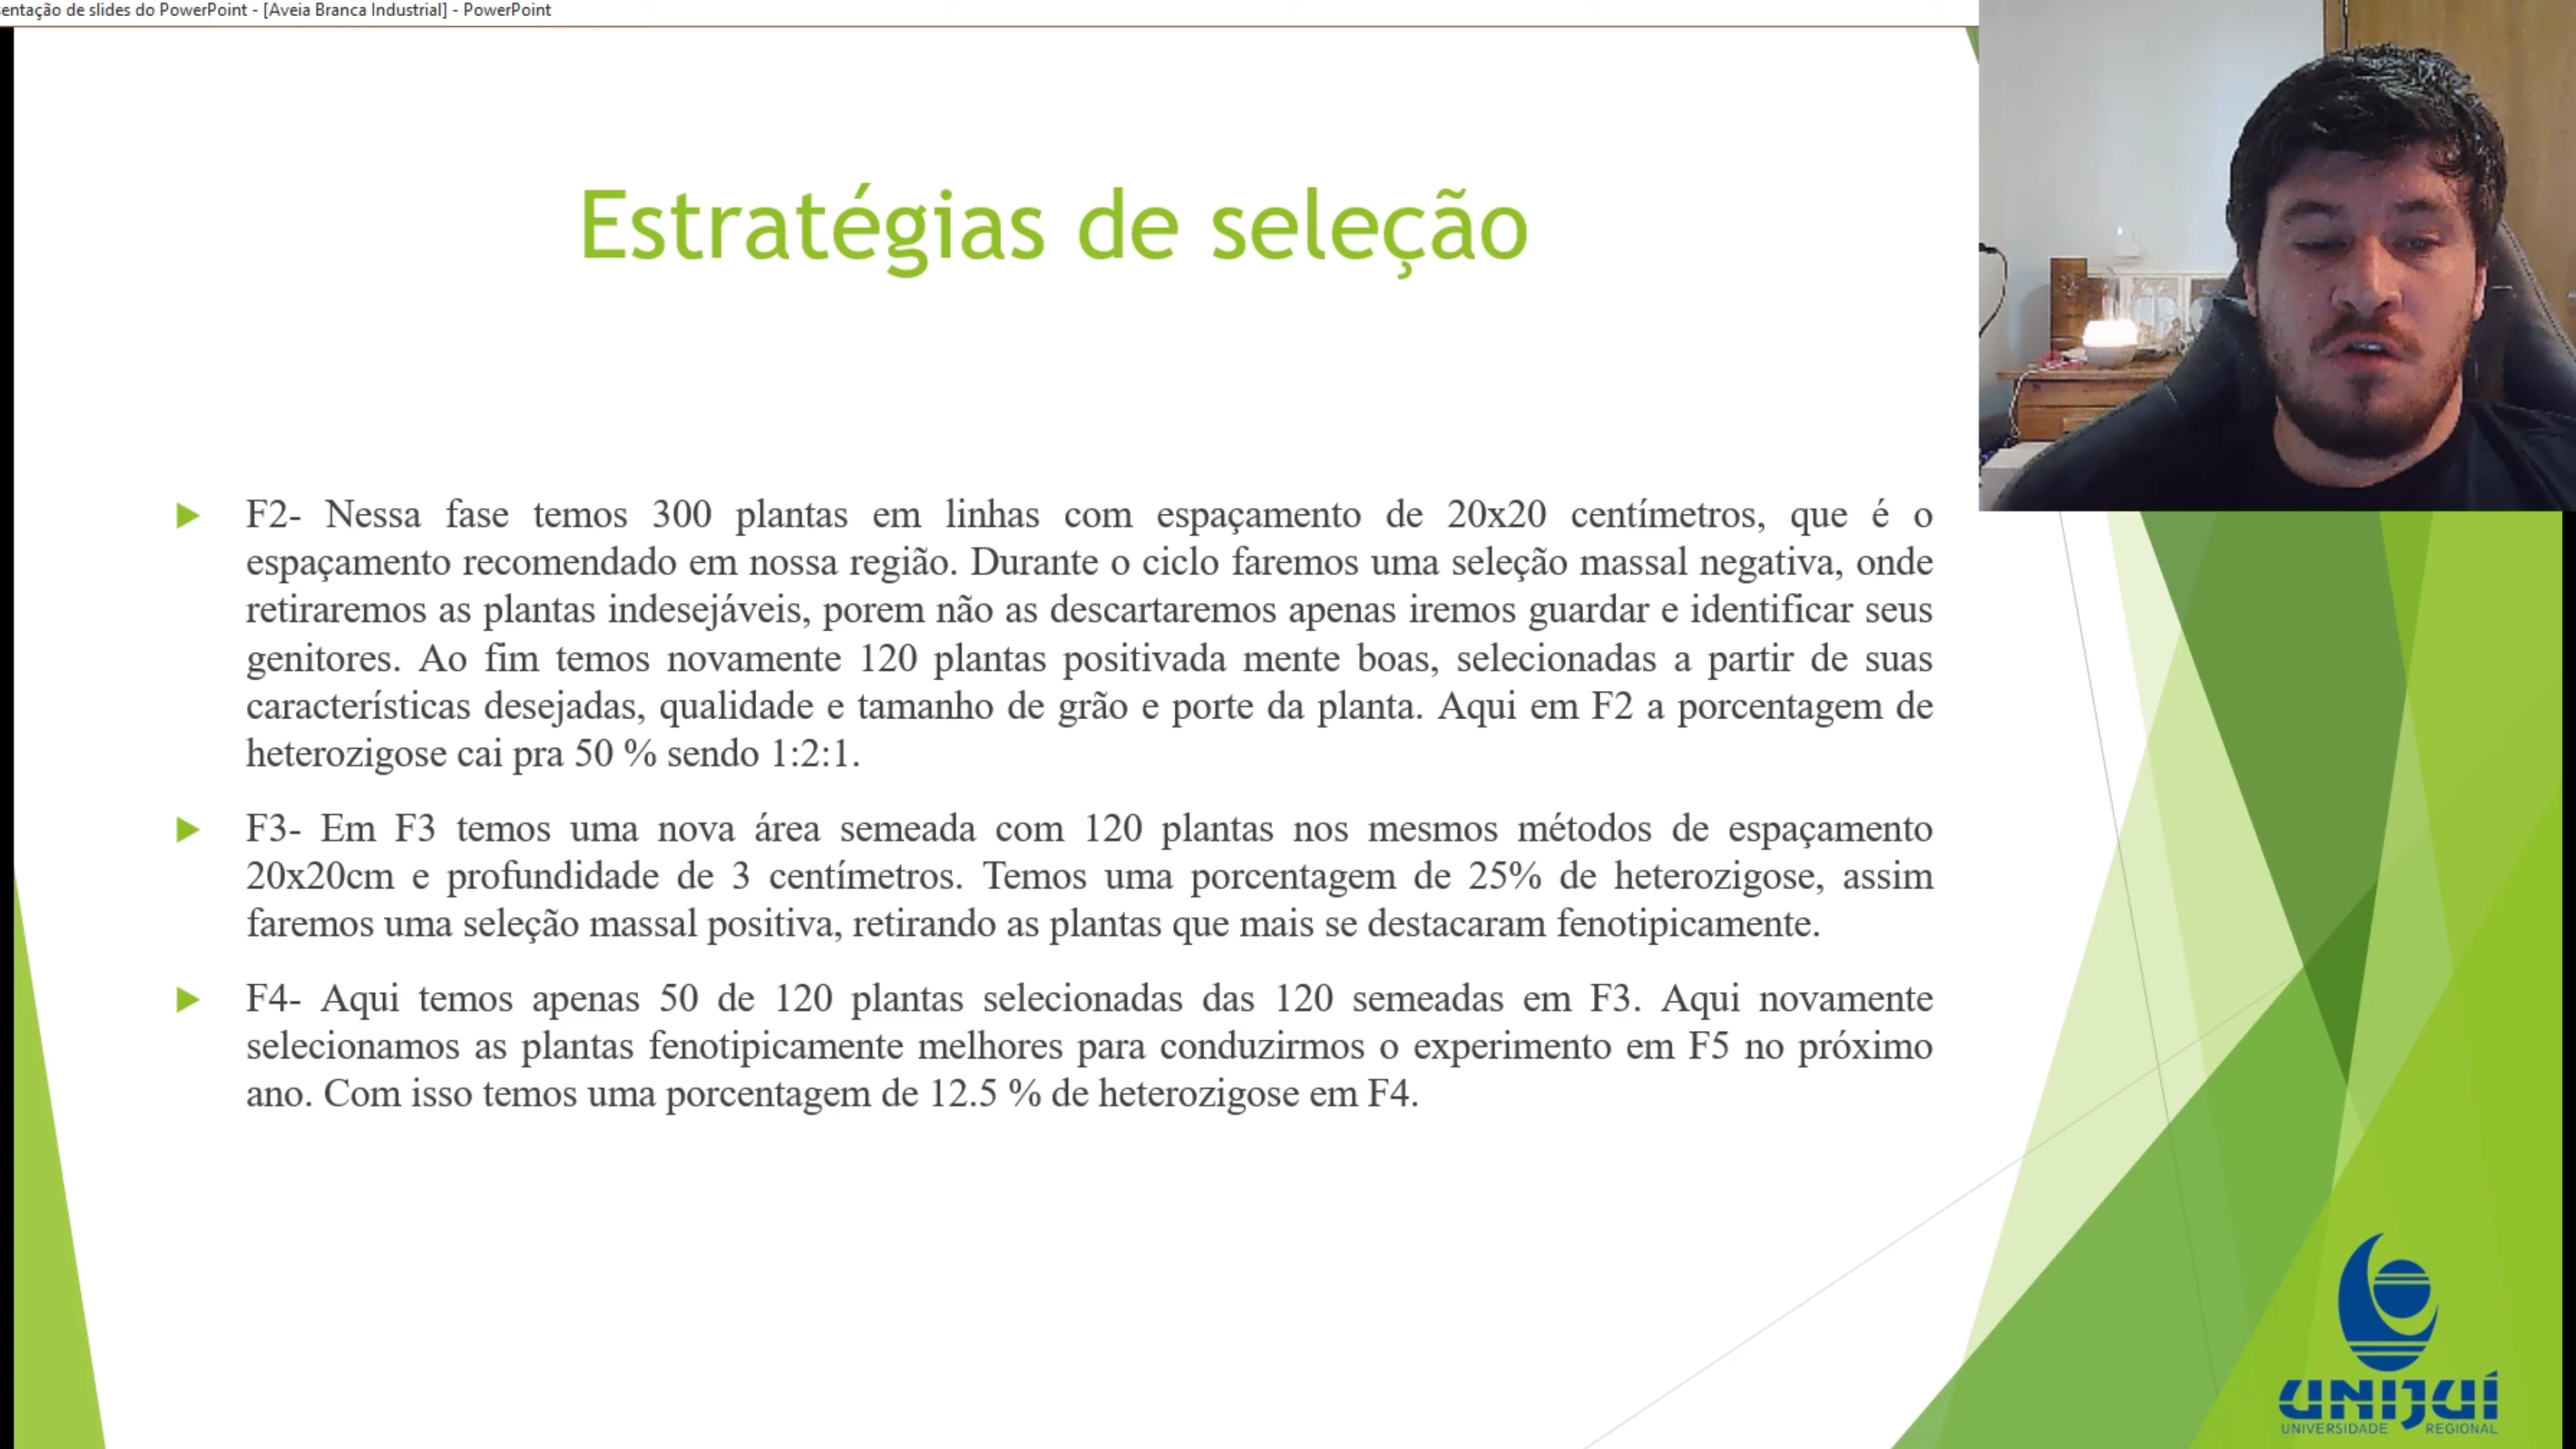 entação de slides do PowerPoint - [Aveia Branca Industrial] - PowerPoint
Estratégias de seleção
F2- Nessa fase temos 300 plantas em linhas com espaçamento de 20x20 centímetros, que é o
espaçamento recomendado em nossa região. Durante o ciclo faremos uma seleção massal negativa, onde
retiraremos as plantas indesejáveis, porem não as descartaremos apenas iremos guardar e identificar seus
genitores. Ao fim temos novamente 120 plantas positivada mente boas, selecionadas a partir de suas
características desejadas, qualidade e tamanho de grão e porte da planta. Aqui em F2 a porcentagem de
heterozigose cai pra 50 % sendo 1:2:1.
F3- Em F3 temos uma nova área semeada com 120 plantas nos mesmos métodos de espaçamento
20x20cm e profundidade de 3 centímetros. Temos uma porcentagem de 25% de heterozigose, assim
faremos uma seleção massal positiva, retirando as plantas que mais se destacaram fenotipicamente.
F4- Aqui temos apenas 50 de 120 plantas selecionadas das 120 semeadas em F3. Aqui novamente
selecionamos as plantas fenotipicamente melhores para conduzirmos o experimento em F5 no próximo
ano. Com isso temos uma porcentagem de 12.5 % de heterozigose em F4.
UNIJUÍ
UNIVERSIDADE REGIONAL